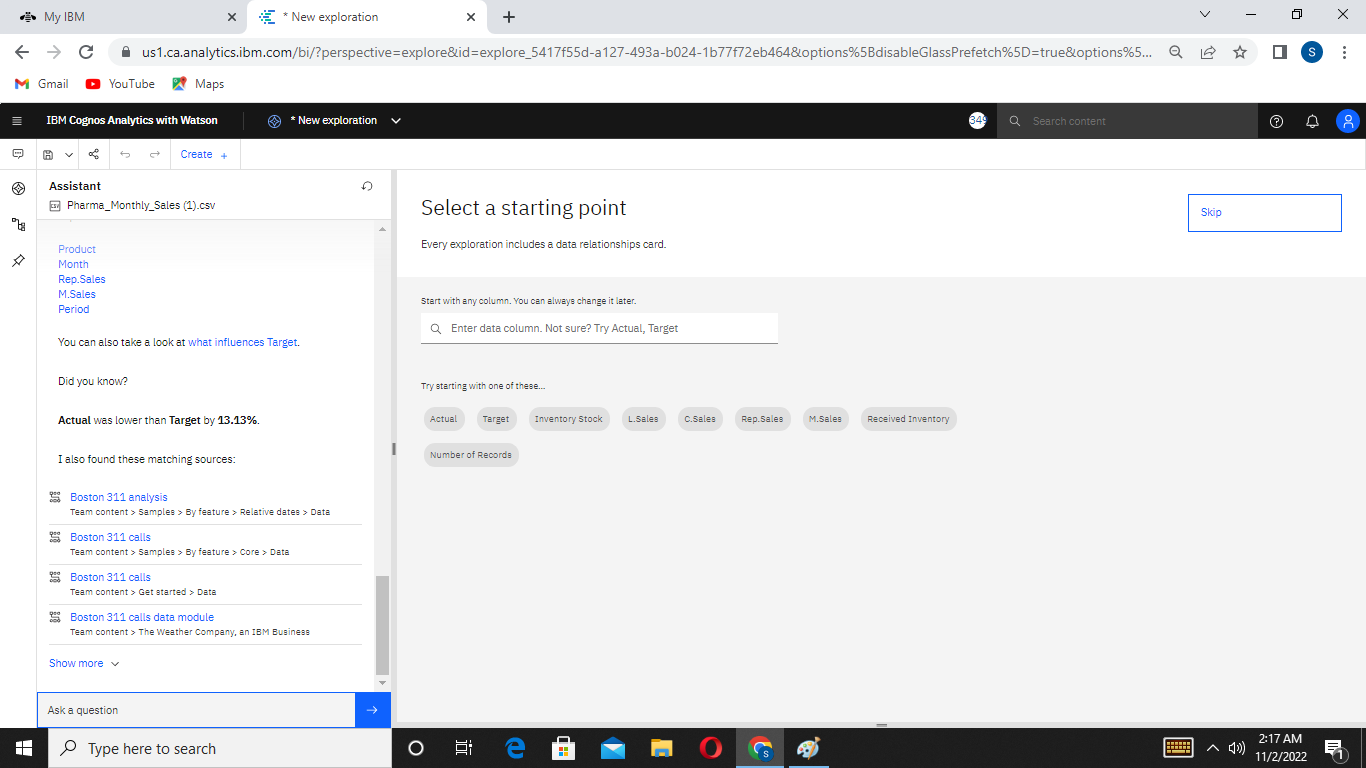 My IBM
* New exploration
us1.ca.analytics.ibm.com/bi/?perspective=explore&id=explore_5417f55d-a127-493a-b024-1b77f72eb464&options%5BdisableGlassPrefetch%5D=true&options%5...
S
Gmail
YouTube
Maps
IBM Cognos Analytics with Watson
* New exploration
349
Search content
Create +
Assistant
CSV
Pharma_Monthly_Sales (1).csv
Product
Month
Rep.Sales
M.Sales
Period
You can also take a look at what influences Target.
Did you know?
Actual was lower than Target by 13.13%.
I also found these matching sources:
Boston 311 analysis
Team content > Samples > By feature > Relative dates > Data
Boston 311 calls
Team content > Samples > By feature > Core > Data
Boston 311 calls
Team content > Get started > Data
Boston 311 calls data module
Team content > The Weather Company, an IBM Business
Show more
Ask a question
Select a starting point
Skip
Every exploration includes a data relationships card.
Start with any column. You can always change it later.
Enter data column. Not sure? Try Actual, Target
Try starting with one of these...
Actual
Target
Inventory Stock
L.Sales
C.Sales
Rep.Sales
M.Sales
Received Inventory
Number of Records
Type here to search
S
2:17 AM
11/2/2022
1